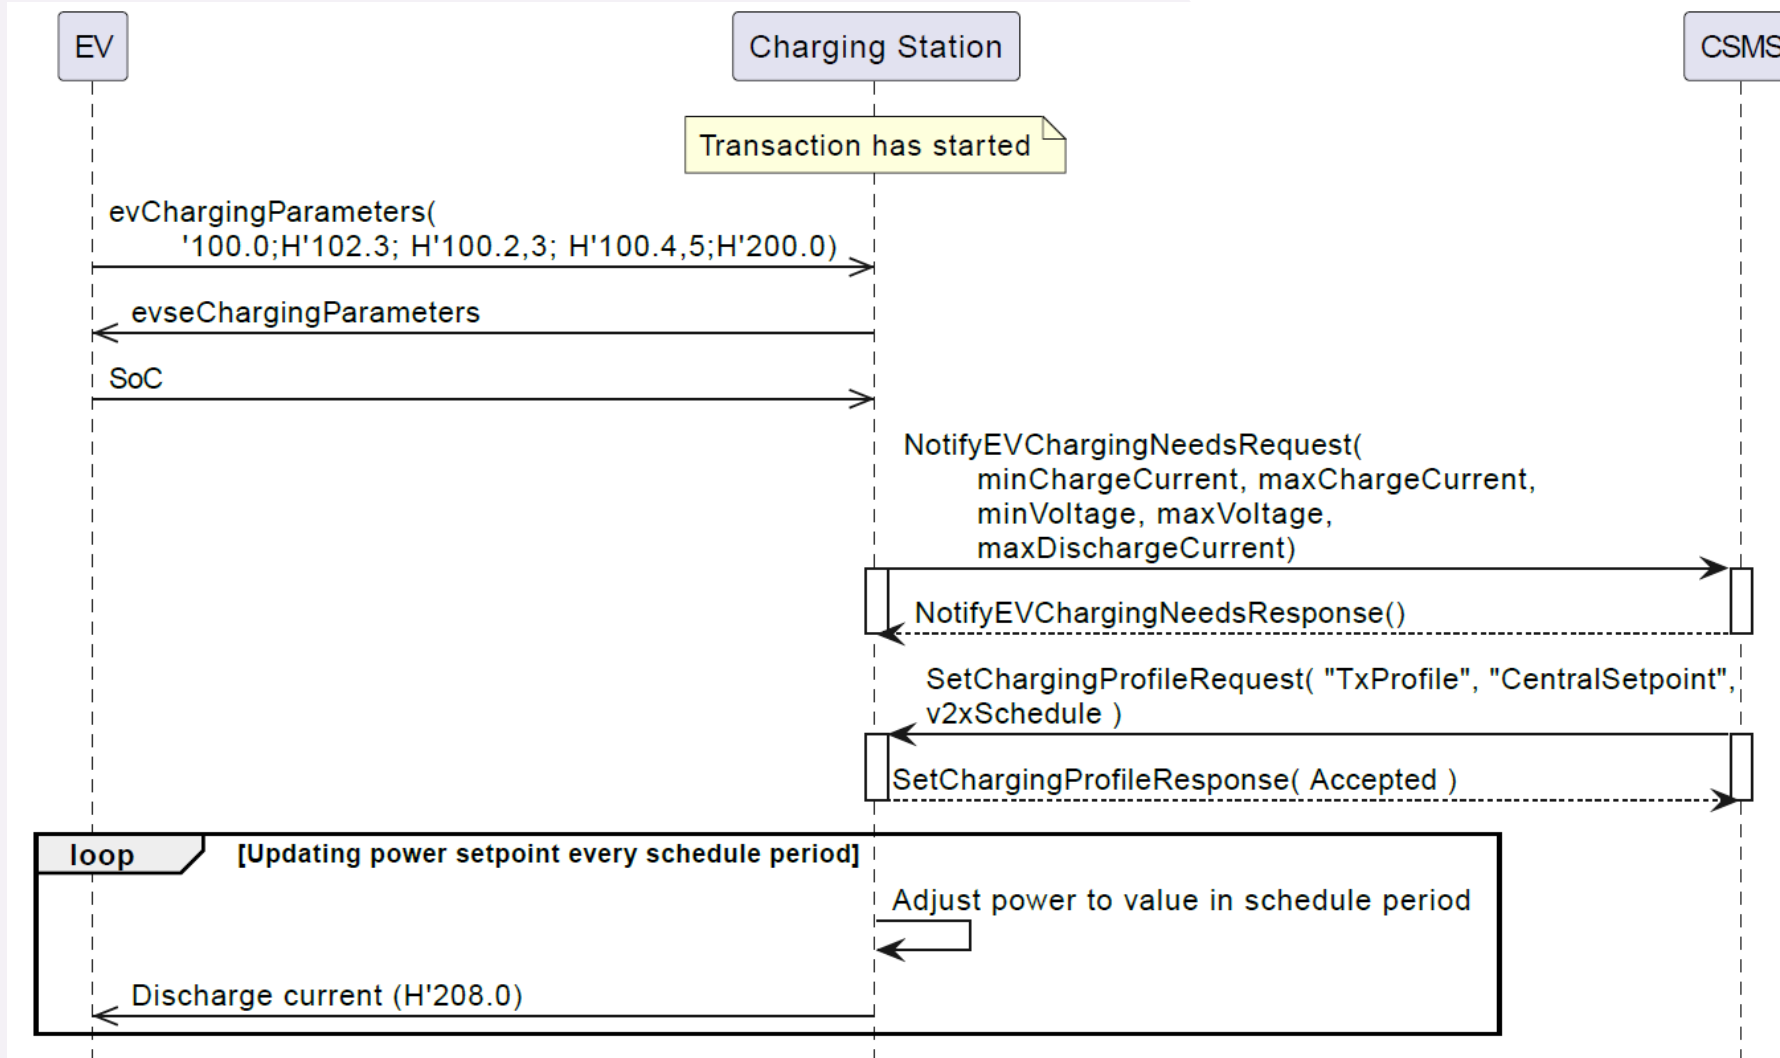 EV
Charging Station
CSMS
Transaction has started
evChargingParameters(
'100.0;H'102.3; H'100.2,3; H'100.4,5;H'200.0)
evseChargingParameters
SoC
NotifyEVChargingNeedsRequest(
minChargeCurrent, maxChargeCurrent,
minVoltage, maxVoltage,
maxDischargeCurrent)
NotifyEVChargingNeedsResponse()
SetChargingProfileRequest( "TxProfile", "CentralSetpoint",
v2xSchedule )
SetChargingProfileResponse( Accepted )
loop
[Updating power setpoint every schedule period]
Adjust power to value in schedule period
Discharge current (H'208.0)